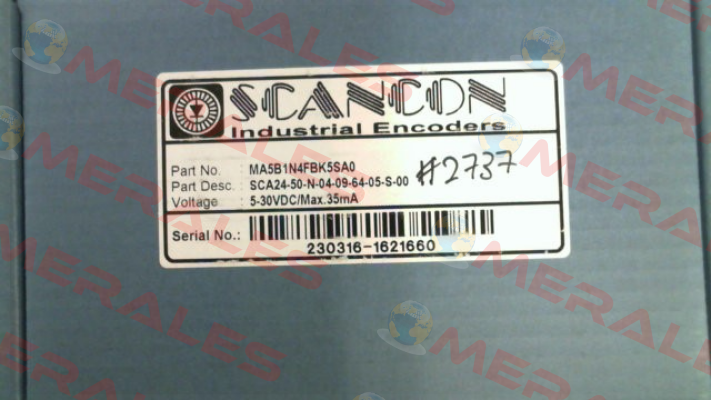 SCANCON
Industrial Encoders
Part No. : MA5B1N4FBK5SA0
Part Desc. : SCA24-50-N-04-09-64-05-S-00
Voltage : 5-30VDC/Max.35mA
#2737
Serial No.:
230316-1621660
MERALES
MERALES
MERALES
MERALES
MERALES